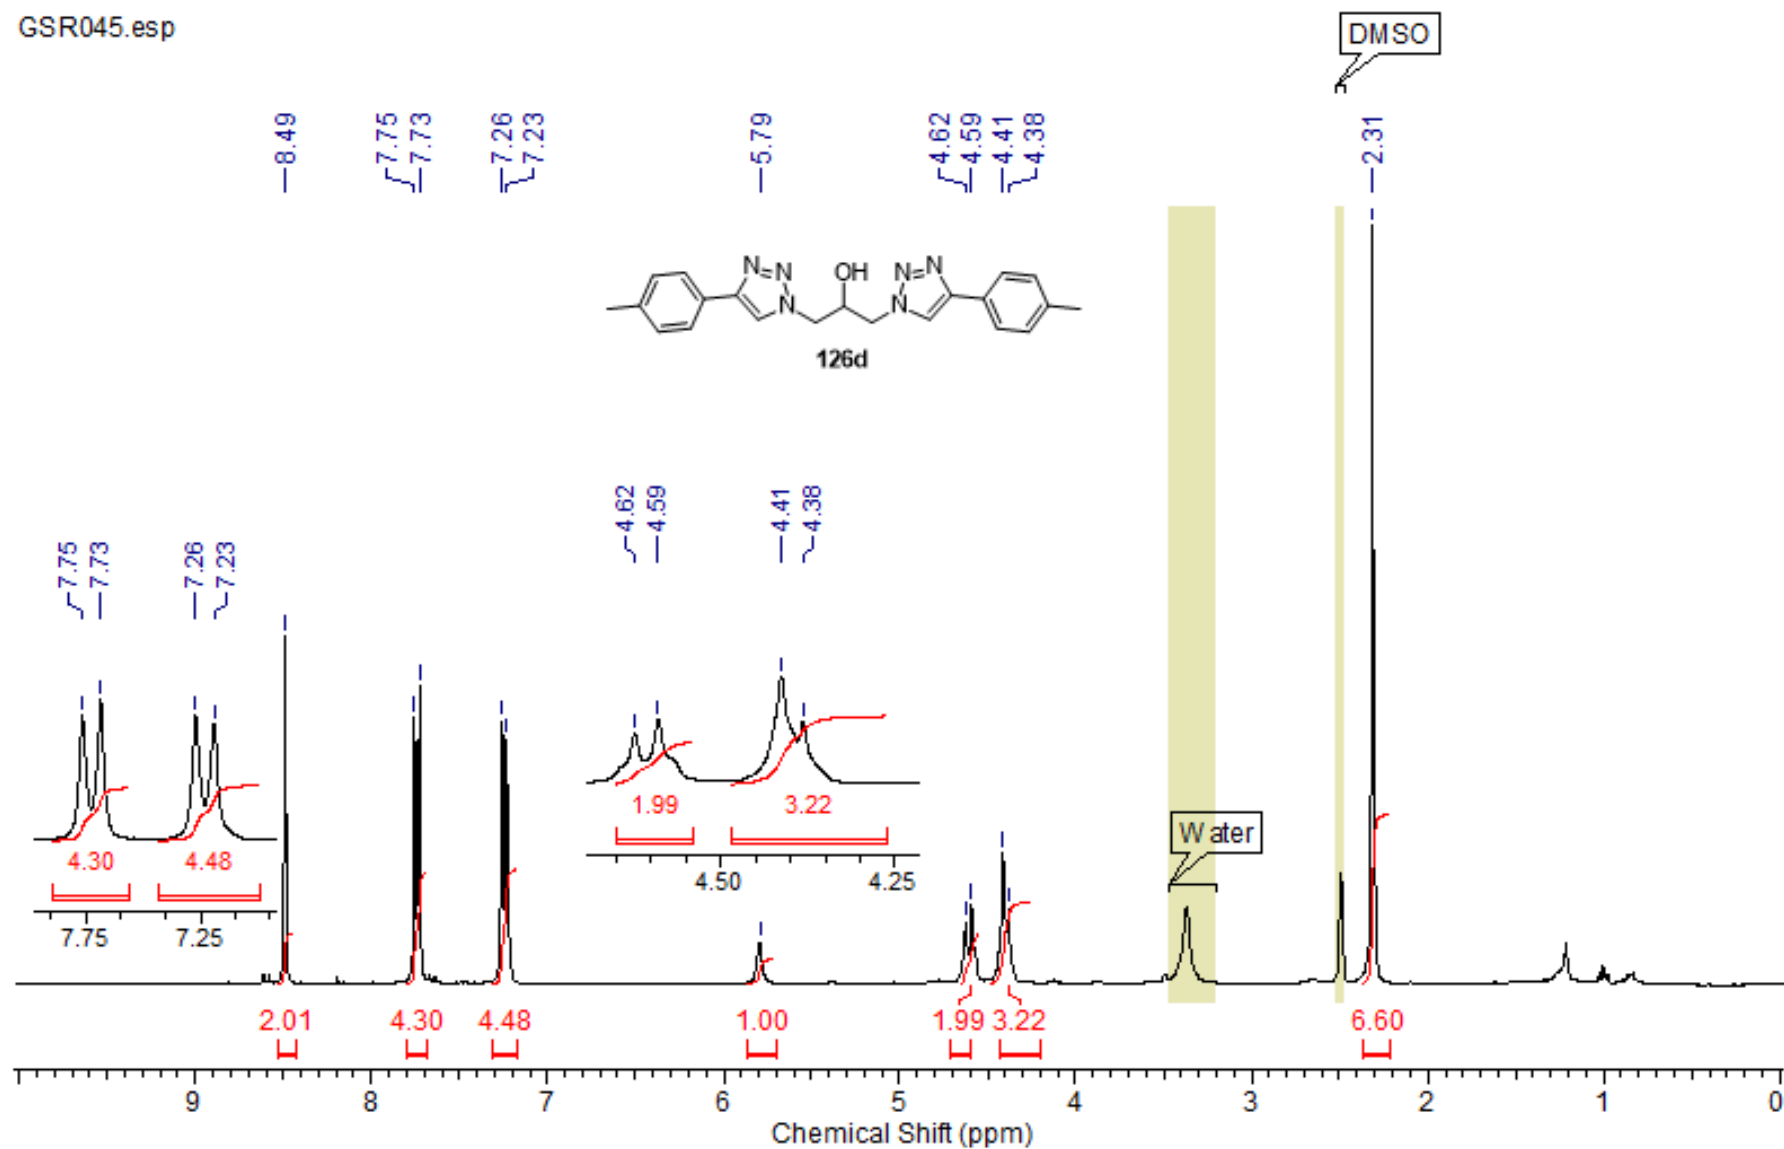 GSR045.esp
DMSO
8.49
7.75
7.73
7.26
7.23
5.79
4.62
4.59
4.41
4.38
2.31
N=N
N
OH
N=N
N
126d
7.75
7.73
7.26
7.23
4.62
4.59
4.41
4.38
4.30
4.48
7.75
7.25
1.99
3.22
4.50
4.25
Water
2.01 4.30 4.48 1.00 1.99 3.22 6.60
9 8 7 6 5 4 3 2 1 0
Chemical Shift (ppm)